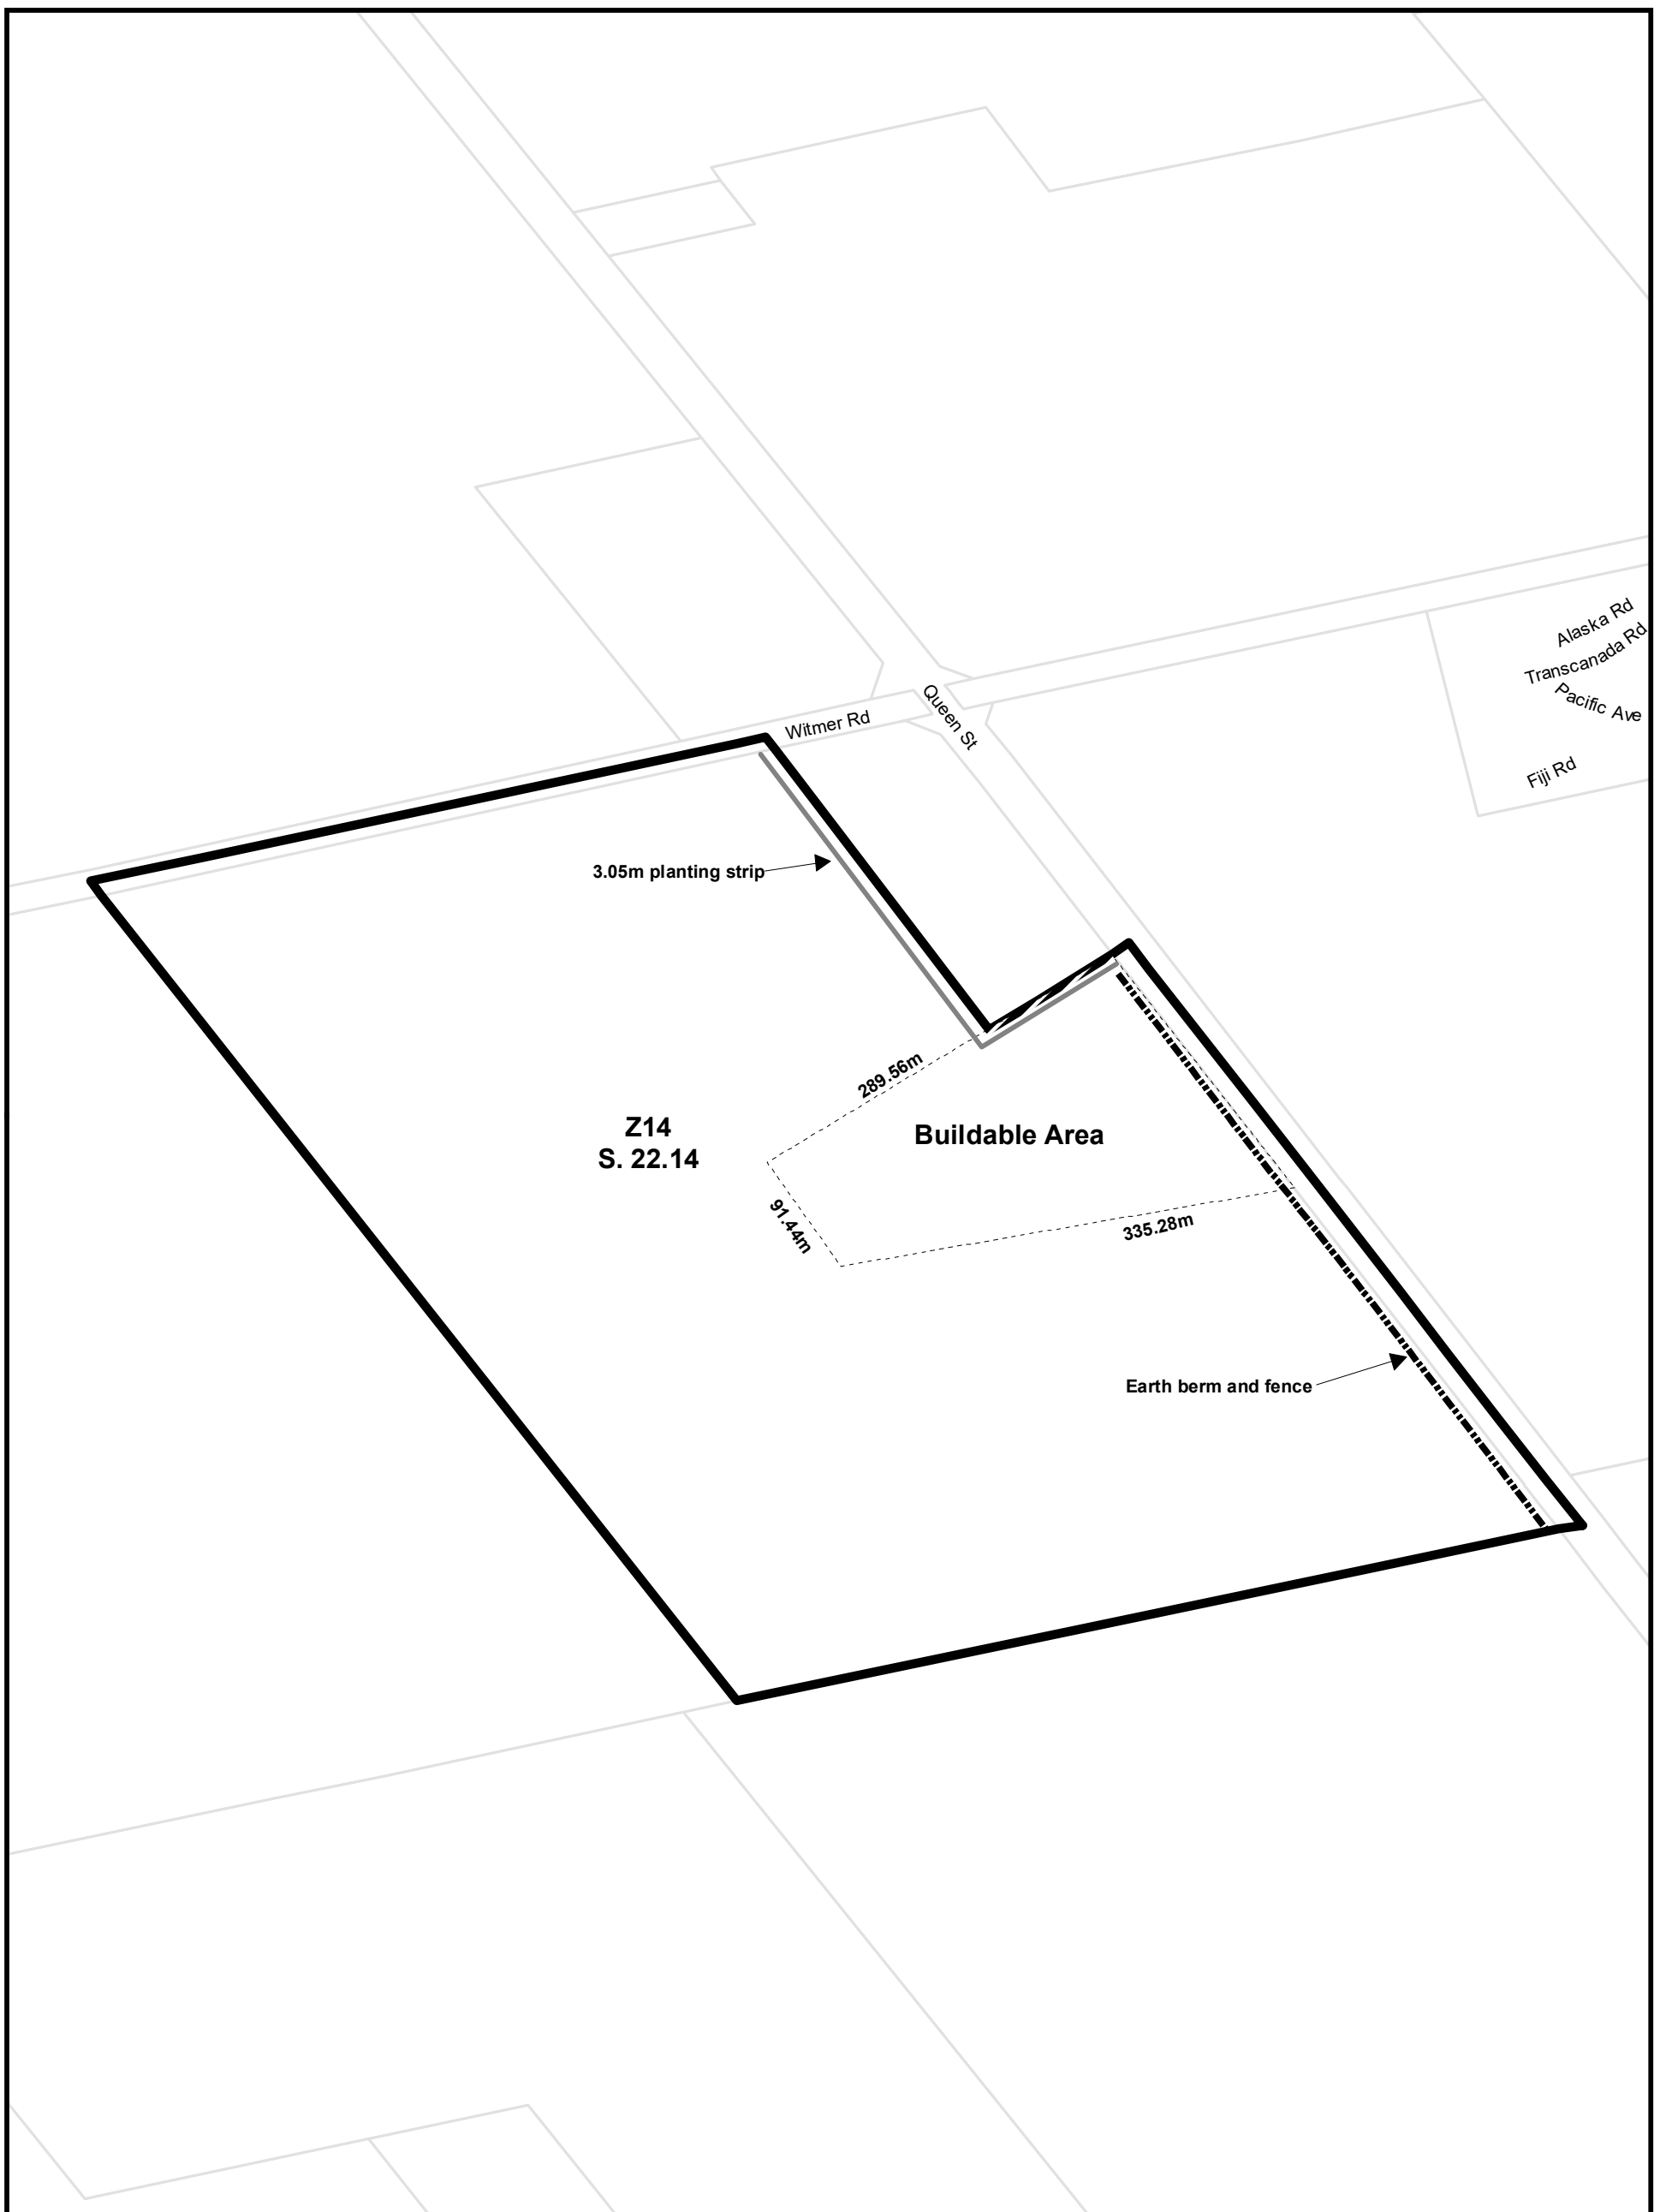 Alaska Rd
Transcanada Rd
Pacific Ave
Queen St
Witmer Rd
Fiji Rd
3.05m planting strip
289.56m
Z14
S. 22.14
Buildable Area
91.44m
335.28m
Earth berm and fence